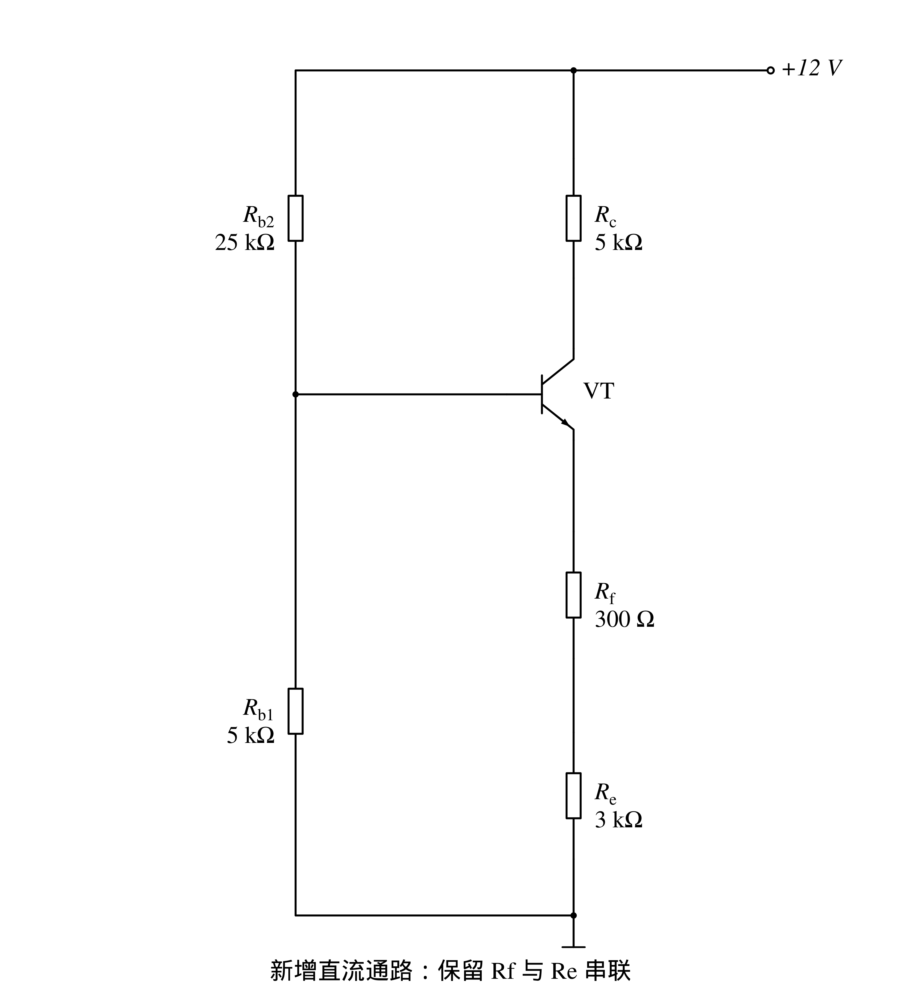 +12 V
Rb2
25 kΩ
Rc
5 kΩ
VT
Rf
300 Ω
Rb1
5 kΩ
Re
3 kΩ
新增直流通路：保留 Rf 与 Re 串联